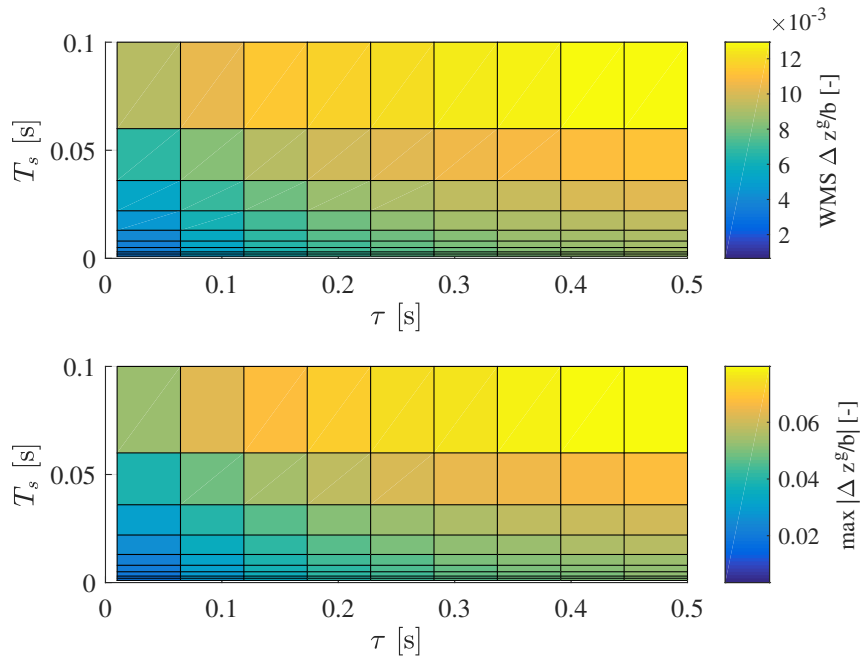 ×10⁻³
0.1
0.05
0
T_s [s]
0 0.1 0.2 0.3 0.4 0.5
τ [s]
12
10
8
6
4
2
WMS Δ z^g/b [-]
0.1
0.05
0
T_s [s]
0 0.1 0.2 0.3 0.4 0.5
τ [s]
0.06
0.04
0.02
max |Δ z^g/b| [-]